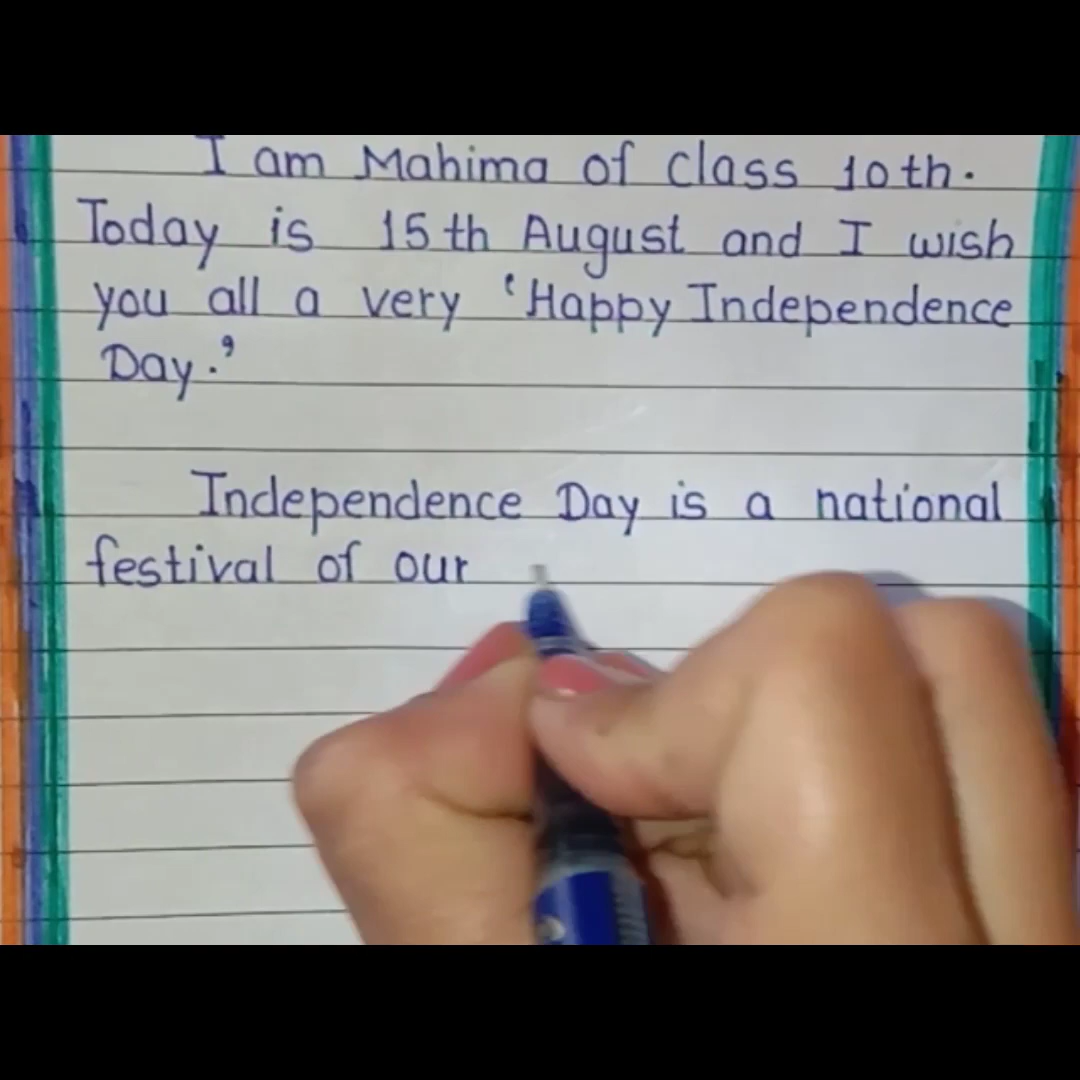 I am Mahima of class 10th.
Today is 15th August and I wish
you all a very 'Happy Independence
Day.'
Independence Day is a national
festival of our